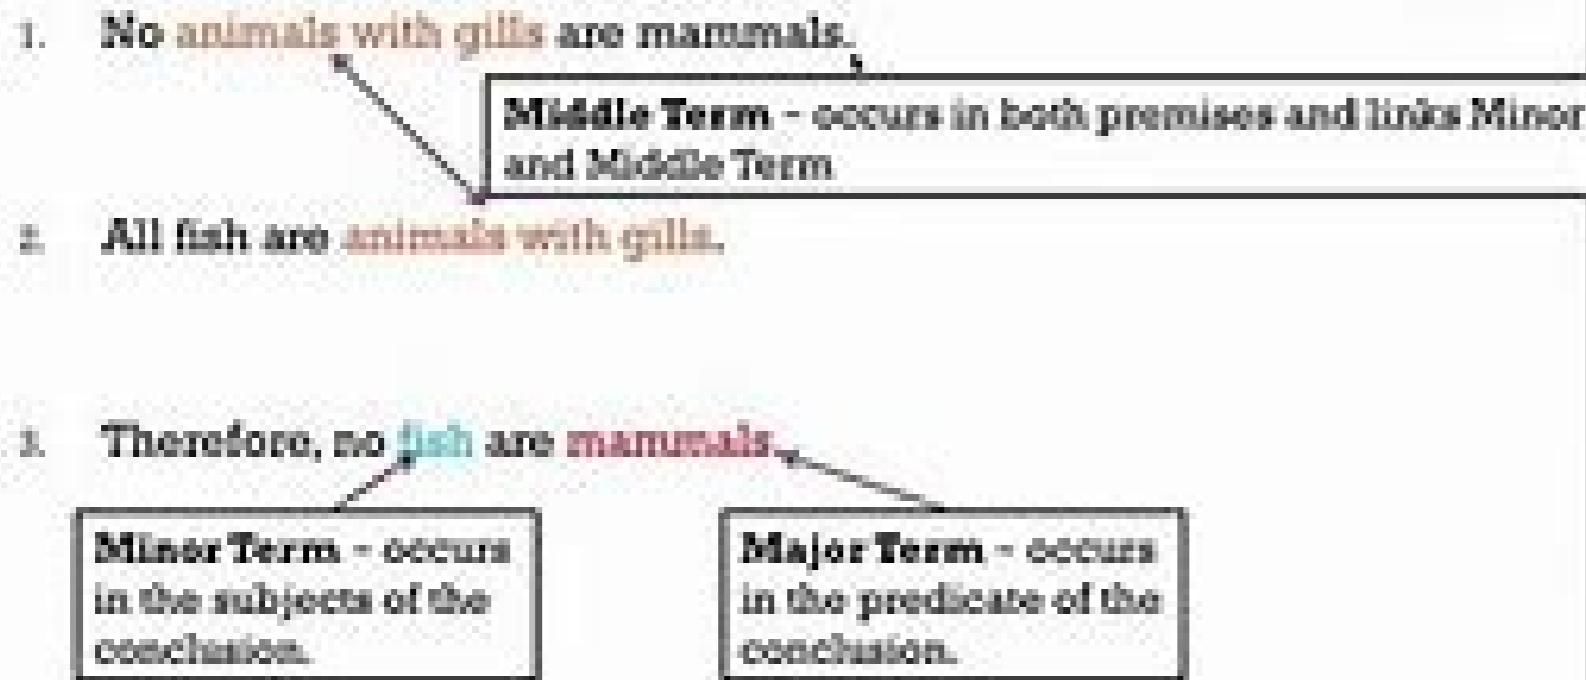 1. No animals with gills are mammals.
Middle Term - occurs in both premises and links Minor
and Middle Term
2. All fish are animals with gills.
3. Therefore, no fish are mammals.
Minor Term - occurs
in the subjects of the
conclusion.
Major Term - occurs
in the predicate of the
conclusion.